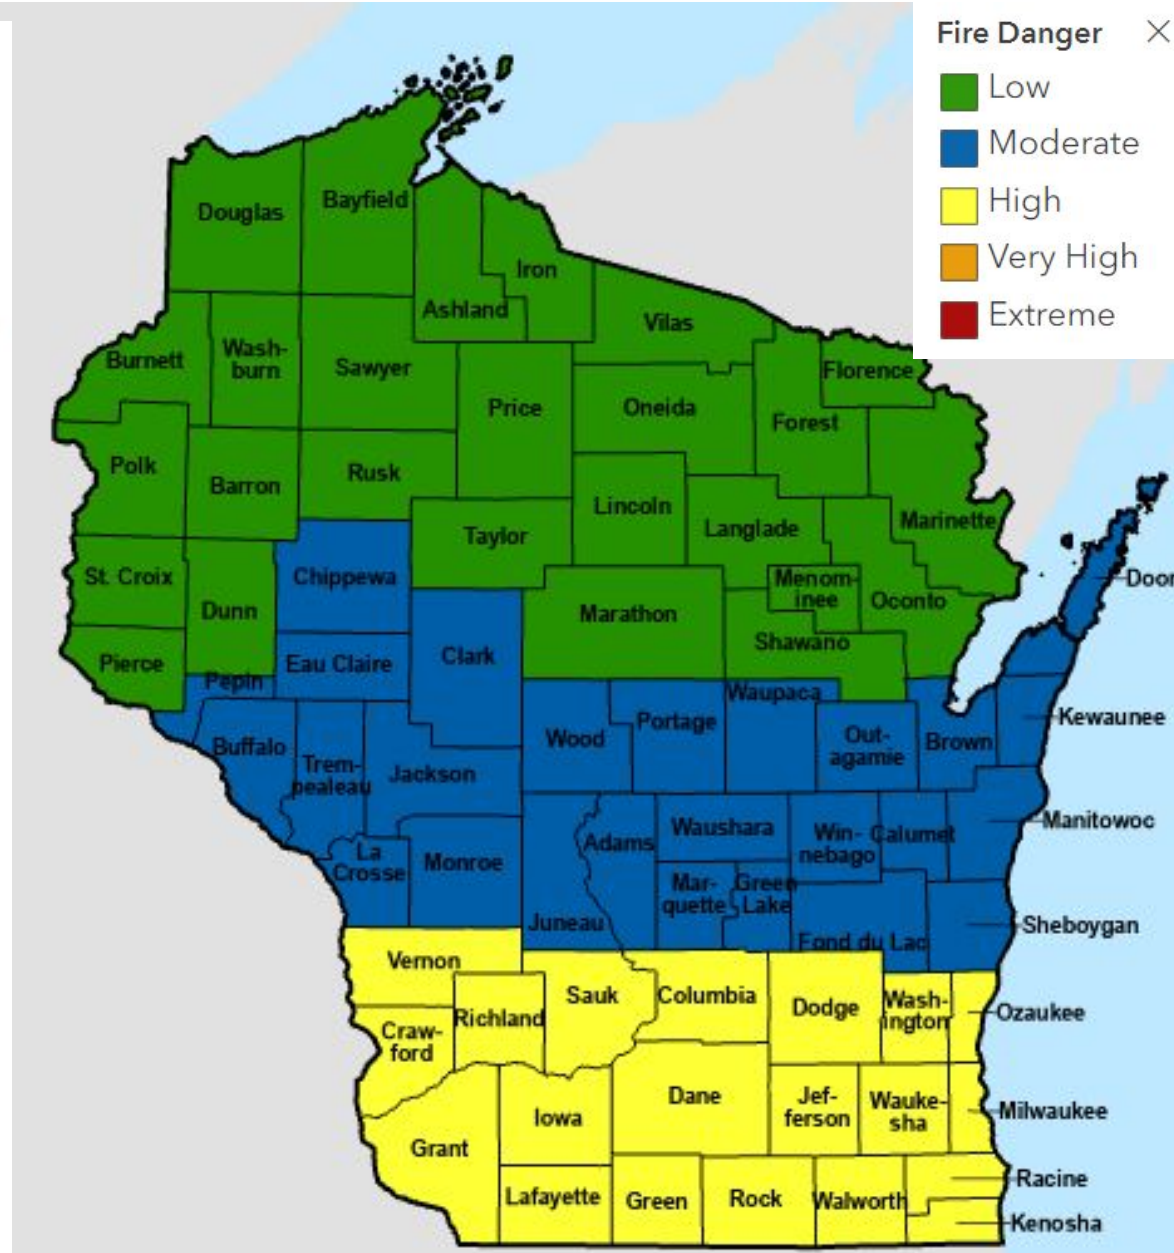 Fire Danger
Low
Moderate
High
Very High
Extreme
Douglas
Bayfield
Iron
Ashland
Vilas
Burnett
Wash-
burn
Sawyer
Florence
Price
Oneida
Forest
Polk
Barron
Rusk
Lincoln
Langlade
Marinette
Taylor
St. Croix
Chippewa
Dunn
Menom-
inee
Oconto
Door
Marathon
Shawano
Pierce
Eau Claire
Clark
Pepin
Waupaca
Kewaunee
Buffalo
Wood
Portage
Out-
agamie
Brown
Trem-
pealeau
Jackson
Manitowoc
Adams
Waushara
Win-
nebago
Calumet
La
Crosse
Monroe
Mar-
quette
Green
Lake
Juneau
Sheboygan
Fond du Lac
Vernon
Sauk
Columbia
Dodge
Wash-
ington
Ozaukee
Richland
Craw-
ford
Dane
Jef-
ferson
Wauke-
sha
Milwaukee
Iowa
Grant
Lafayette
Green
Rock
Walworth
Racine
Kenosha